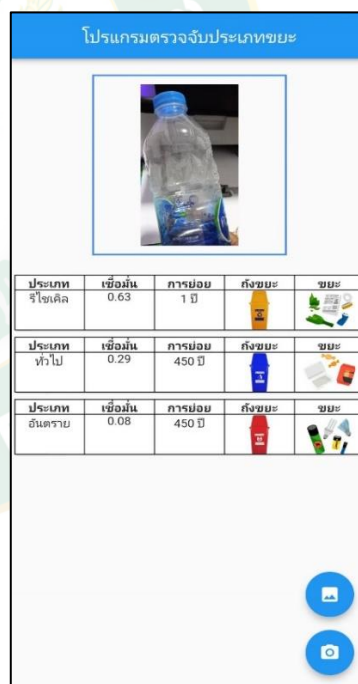 โปรแกรมตรวจจับประเภทขยะ
ประเภท เชื่อมั่น การย่อย ถังขยะ ขยะ
รีไซเคิล 0.63 1 ปี
ประเภท เชื่อมั่น การย่อย ถังขยะ ขยะ
ทั่วไป 0.29 450 ปี
ประเภท เชื่อมั่น การย่อย ถังขยะ ขยะ
อันตราย 0.08 450 ปี